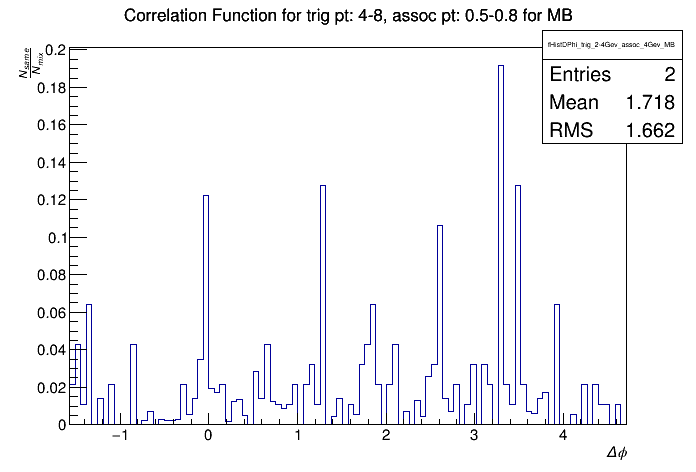 Correlation Function for trig pt: 4-8, assoc pt: 0.5-0.8 for MB
N_same
N_mix
fHistDPhi_trig_2-4Gev_assoc_4Gev_MB
Entries 2
Mean 1.718
RMS 1.662
0.2
0.18
0.16
0.14
0.12
0.1
0.08
0.06
0.04
0.02
0
−1 0 1 2 3 4
Δϕ